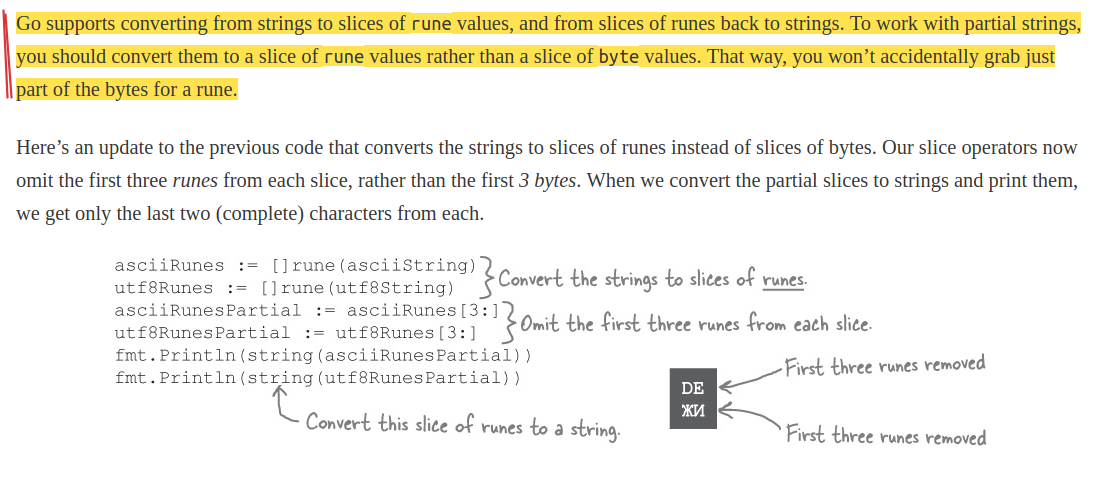 Go supports converting from strings to slices of rune values, and from slices of runes back to strings. To work with partial strings,
you should convert them to a slice of rune values rather than a slice of byte values. That way, you won’t accidentally grab just
part of the bytes for a rune.
Here’s an update to the previous code that converts the strings to slices of runes instead of slices of bytes. Our slice operators now
omit the first three runes from each slice, rather than the first 3 bytes. When we convert the partial slices to strings and print them,
we get only the last two (complete) characters from each.
asciiRunes := []rune(asciiString)
utf8Runes := []rune(utf8String)
Convert the strings to slices of runes.
asciiRunesPartial := asciiRunes[3:]
utf8RunesPartial := utf8Runes[3:]
Omit the first three runes from each slice.
fmt.Println(string(asciiRunesPartial))
fmt.Println(string(utf8RunesPartial))
Convert this slice of runes to a string.
DE
ЖИ
First three runes removed
First three runes removed